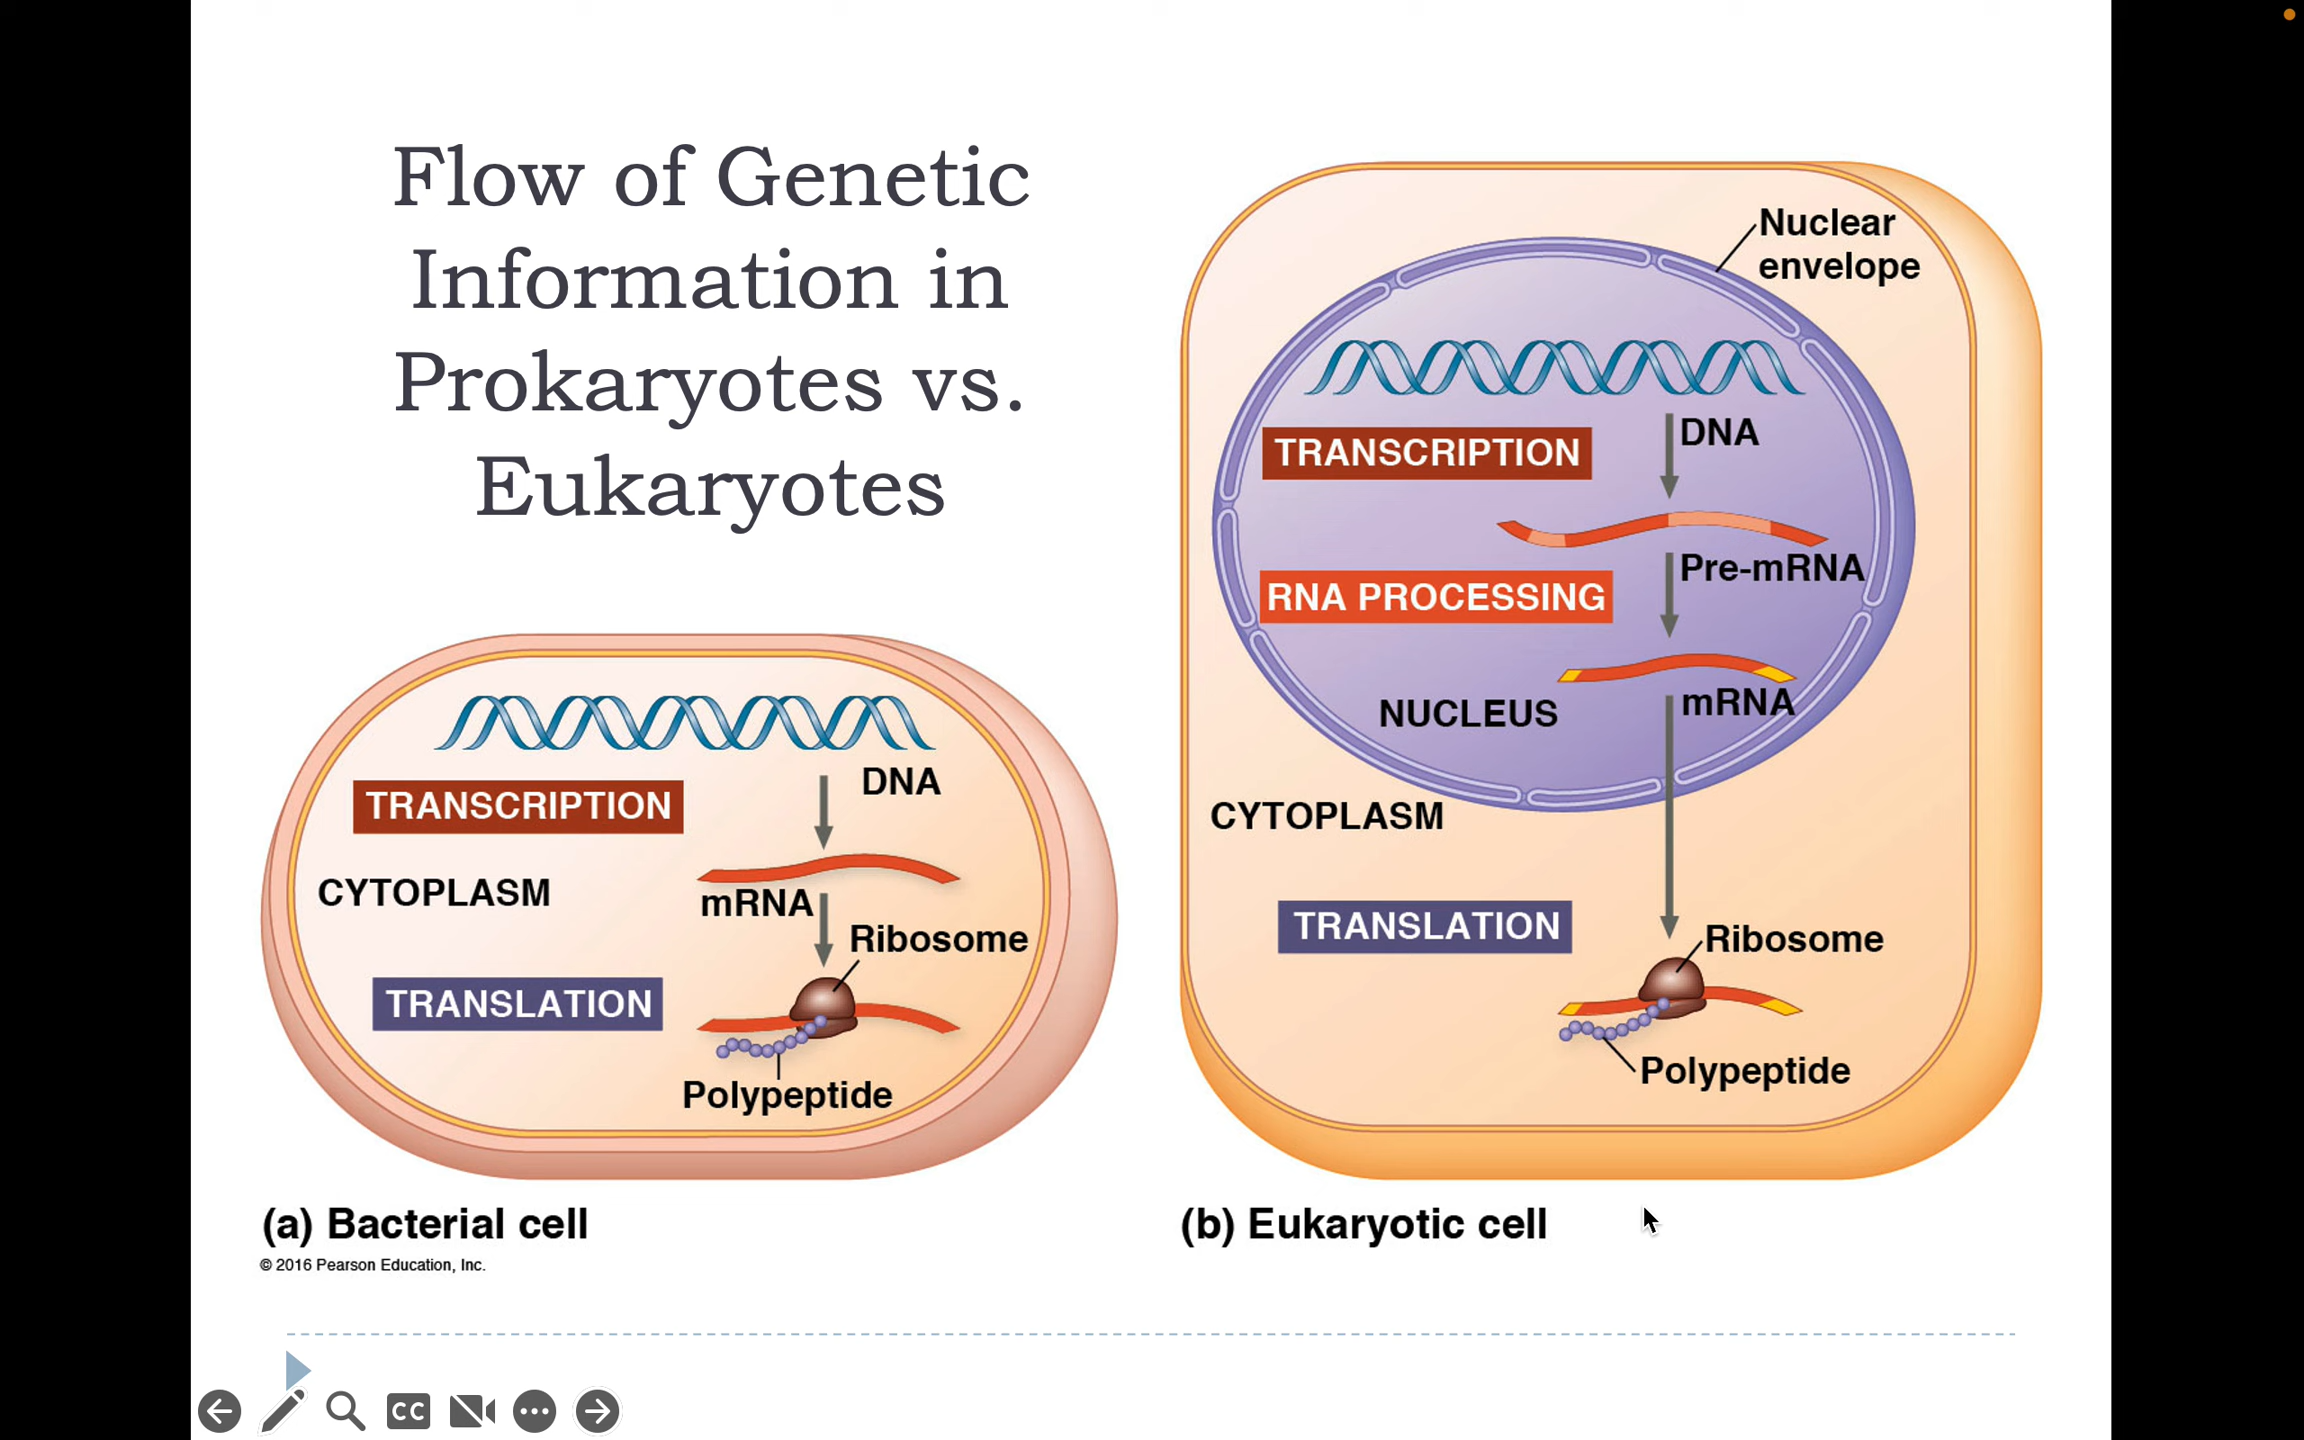 Flow of Genetic
Information in
Prokaryotes vs.
Eukaryotes
DNA
TRANSCRIPTION
CYTOPLASM
mRNA
Ribosome
TRANSLATION
Polypeptide
(a) Bacterial cell
© 2016 Pearson Education, Inc.
Nuclear
envelope
DNA
TRANSCRIPTION
Pre-mRNA
RNA PROCESSING
mRNA
NUCLEUS
CYTOPLASM
TRANSLATION
Ribosome
Polypeptide
(b) Eukaryotic cell
CC